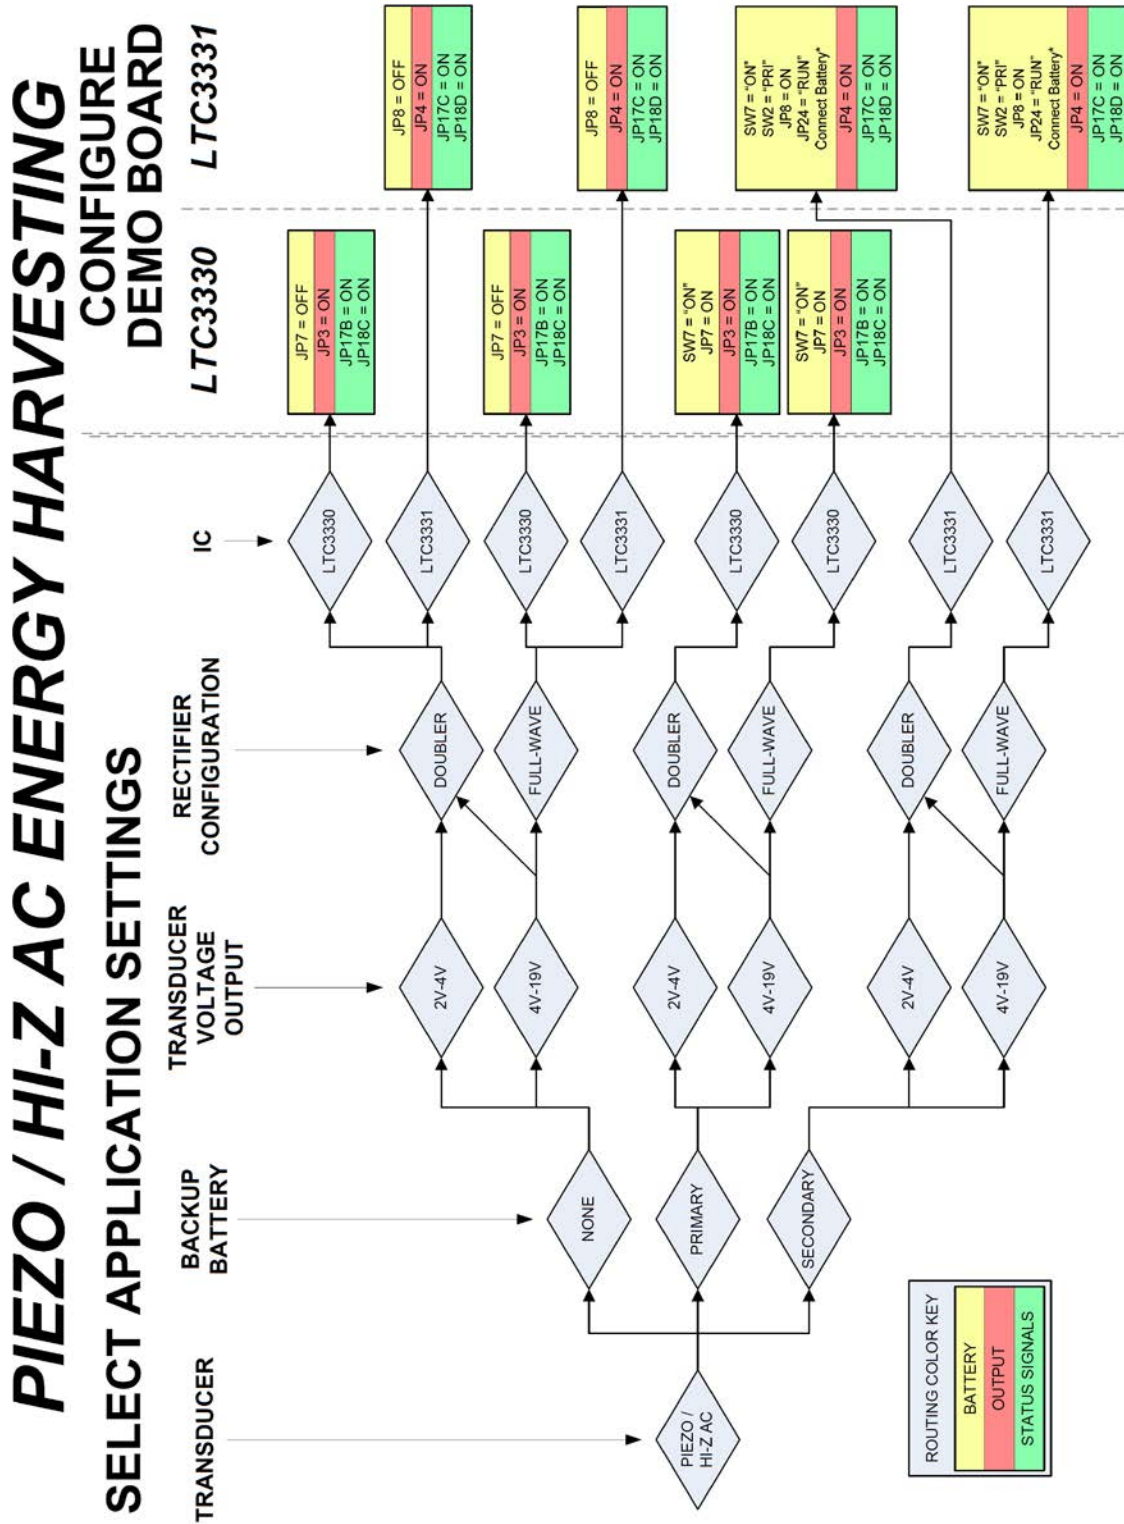 PIEZO / HI-Z AC ENERGY HARVESTING
SELECT APPLICATION SETTINGS
CONFIGURE
DEMO BOARD
TRANSDUCER
BACKUP
BATTERY
TRANSDUCER
VOLTAGE
OUTPUT
RECTIFIER
CONFIGURATION
IC
LTC3330
LTC3331
PIEZO /
HI-Z AC
NONE
PRIMARY
SECONDARY
2V-4V
4V-19V
2V-4V
4V-19V
2V-4V
4V-19V
DOUBLER
FULL-WAVE
DOUBLER
FULL-WAVE
DOUBLER
FULL-WAVE
LTC3330
LTC3331
LTC3330
LTC3331
LTC3330
LTC3330
LTC3331
LTC3331
JP7 = OFF
JP3 = ON
JP17B = ON
JP18C = ON
JP7 = OFF
JP3 = ON
JP17B = ON
JP18C = ON
SW7 = "ON"
JP7 = ON
JP3 = ON
JP17B = ON
JP18C = ON
SW7 = "ON"
JP7 = ON
JP3 = ON
JP17B = ON
JP18C = ON
JP8 = OFF
JP4 = ON
JP17C = ON
JP18D = ON
JP8 = OFF
JP4 = ON
JP17C = ON
JP18D = ON
SW7 = "ON"
SW2 = "PRI"
JP8 = ON
JP24 = "RUN"
Connect Battery*
JP4 = ON
JP17C = ON
JP18D = ON
SW7 = "ON"
SW2 = "PRI"
JP8 = ON
JP24 = "RUN"
Connect Battery*
JP4 = ON
JP17C = ON
JP18D = ON
ROUTING COLOR KEY
BATTERY
OUTPUT
STATUS SIGNALS